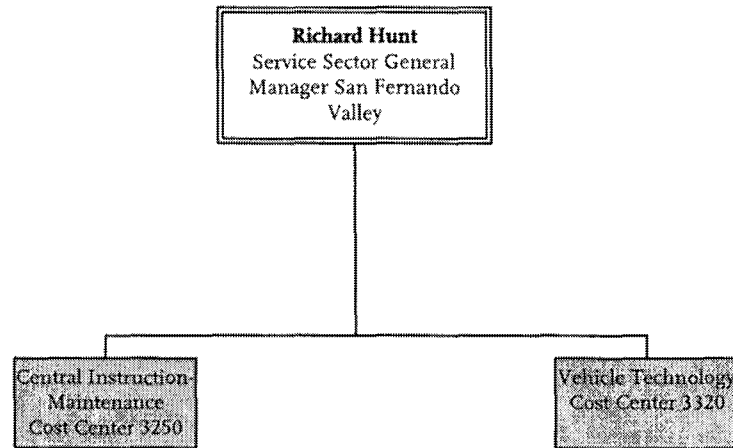 Richard Hunt
Service Sector General
Manager San Fernando
Valley
Central Instruction-
Maintenance
Cost Center 3250
Vehicle Technology
Cost Center 3320